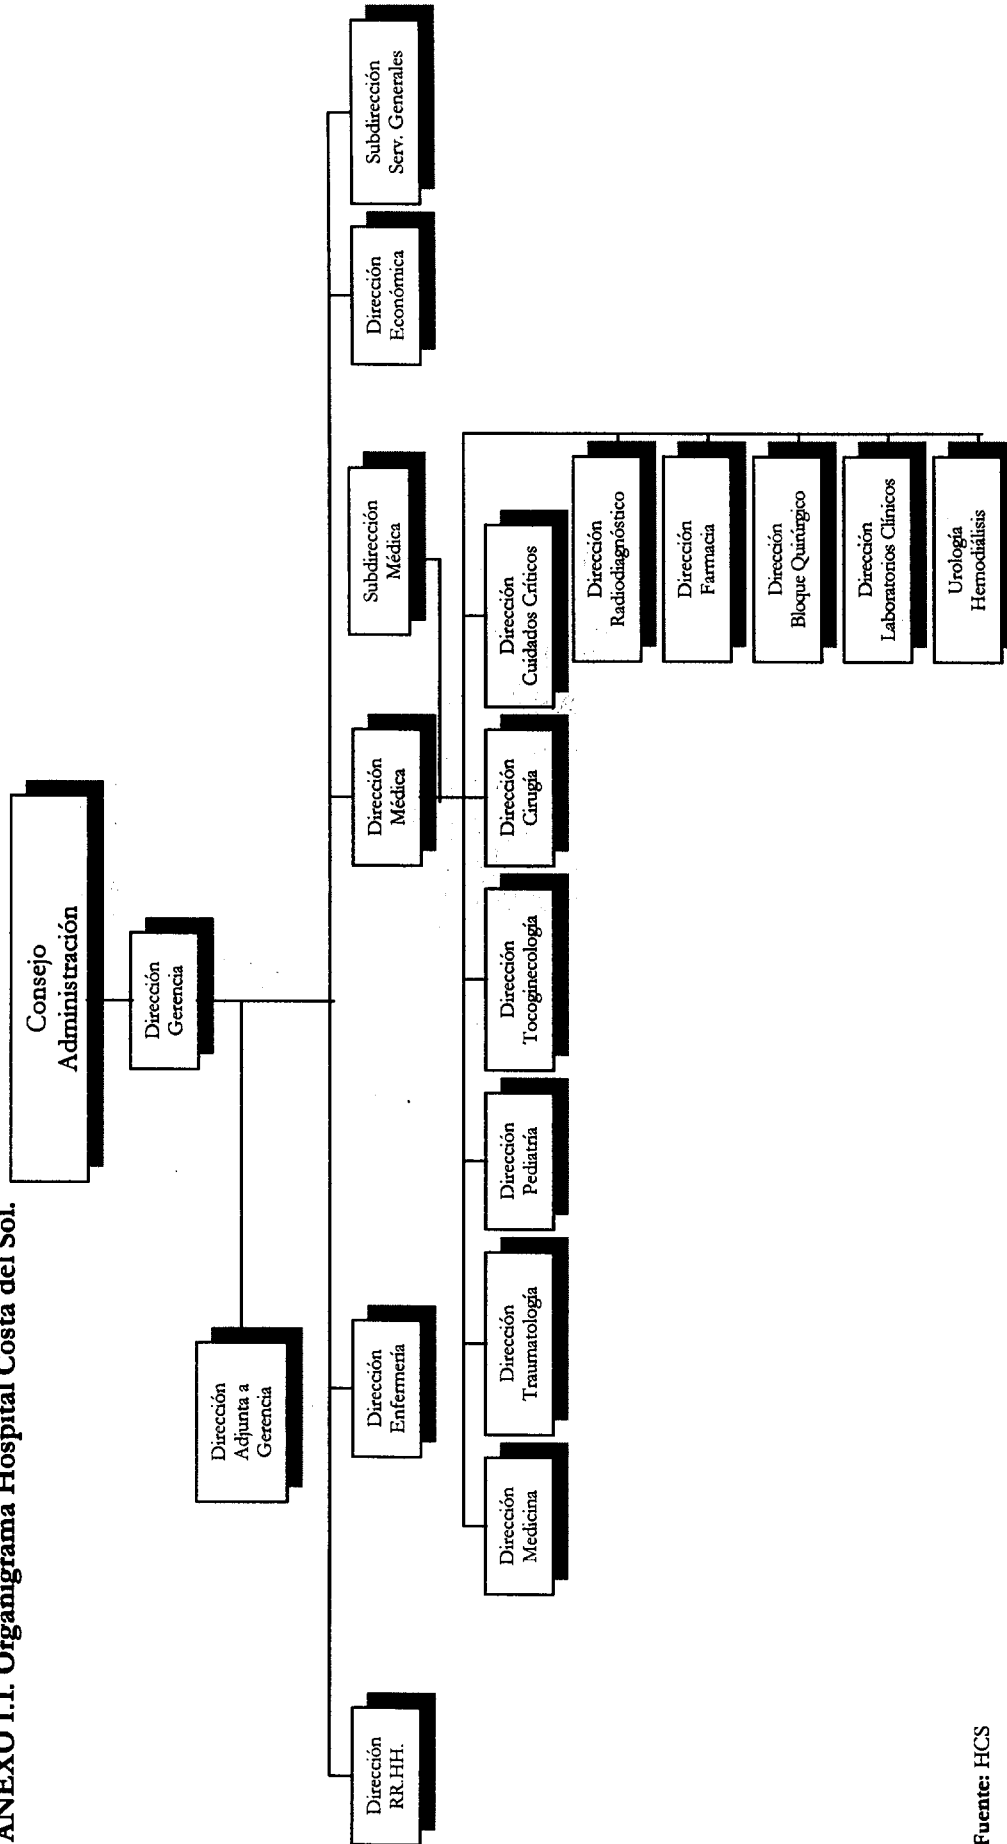 ANEXO I.1. Organigrama Hospital Costa del Sol.
Consejo
Administración
Dirección
Gerencia
Dirección
Adjunta a
Gerencia
Dirección
RR.HH.
Dirección
Enfermería
Dirección
Médica
Subdirección
Médica
Dirección
Económica
Subdirección
Serv. Generales
Dirección
Medicina
Dirección
Traumatología
Dirección
Pediatría
Dirección
Tocoginecología
Dirección
Cirugía
Dirección
Cuidados Críticos
Dirección
Radiodiagnóstico
Dirección
Farmacia
Dirección
Bloque Quirúrgico
Dirección
Laboratorios Clínicos
Urología
Hemodiálisis
Fuente: HCS